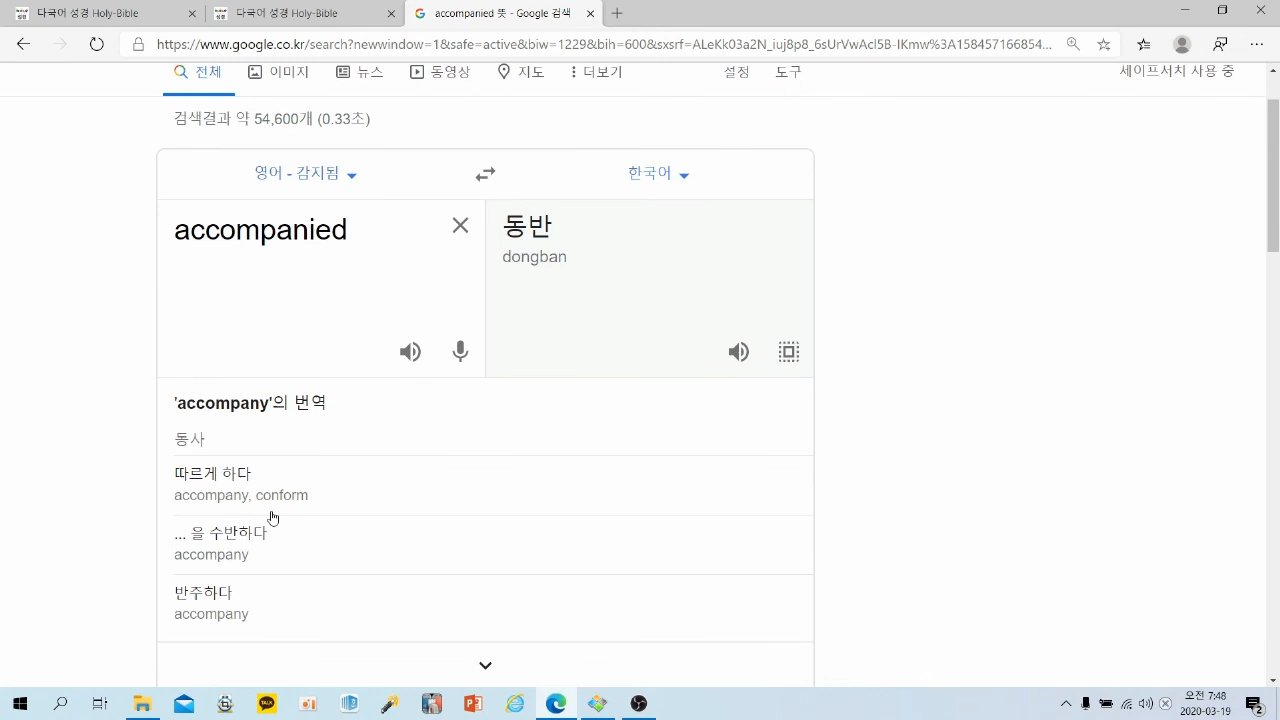 다국어 성경 Holy-Bible
다국어 성경 Holy-Bible
accompanied 뜻 - Google 검색
https://www.google.co.kr/search?newwindow=1&safe=active&biw=1229&bih=600&sxsrf=ALeKk03a2N_iuj8p8_6sUrVwAcl5B-IKmw%3A158457166854...
전체 이미지 뉴스 동영상 지도 더보기 설정 도구 세이프서치 사용 중
검색결과 약 54,600개 (0.33초)
영어 - 감지됨 한국어
accompanied 동반
dongban
'accompany'의 번역
동사
따르게 하다
accompany, conform
... 을 수반하다
accompany
반주하다
accompany
오전 7:48
2020-03-19
2